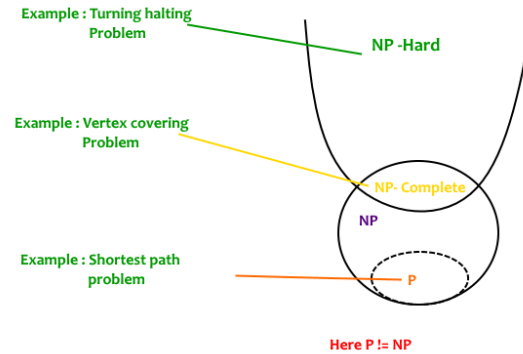 Example : Turning halting
Problem
NP -Hard
Example : Vertex covering
Problem
NP- Complete
NP
Example : Shortest path
problem
P
Here P != NP